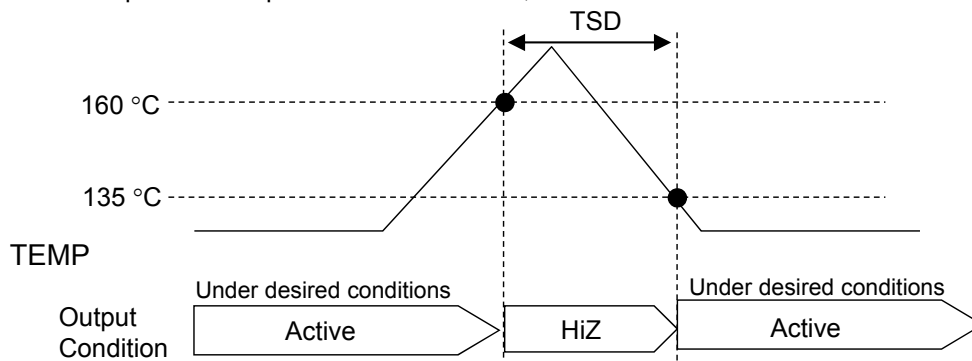 TSD
160 °C
135 °C
TEMP
Under desired conditions
Under desired conditions
Output
Condition
Active
HiZ
Active